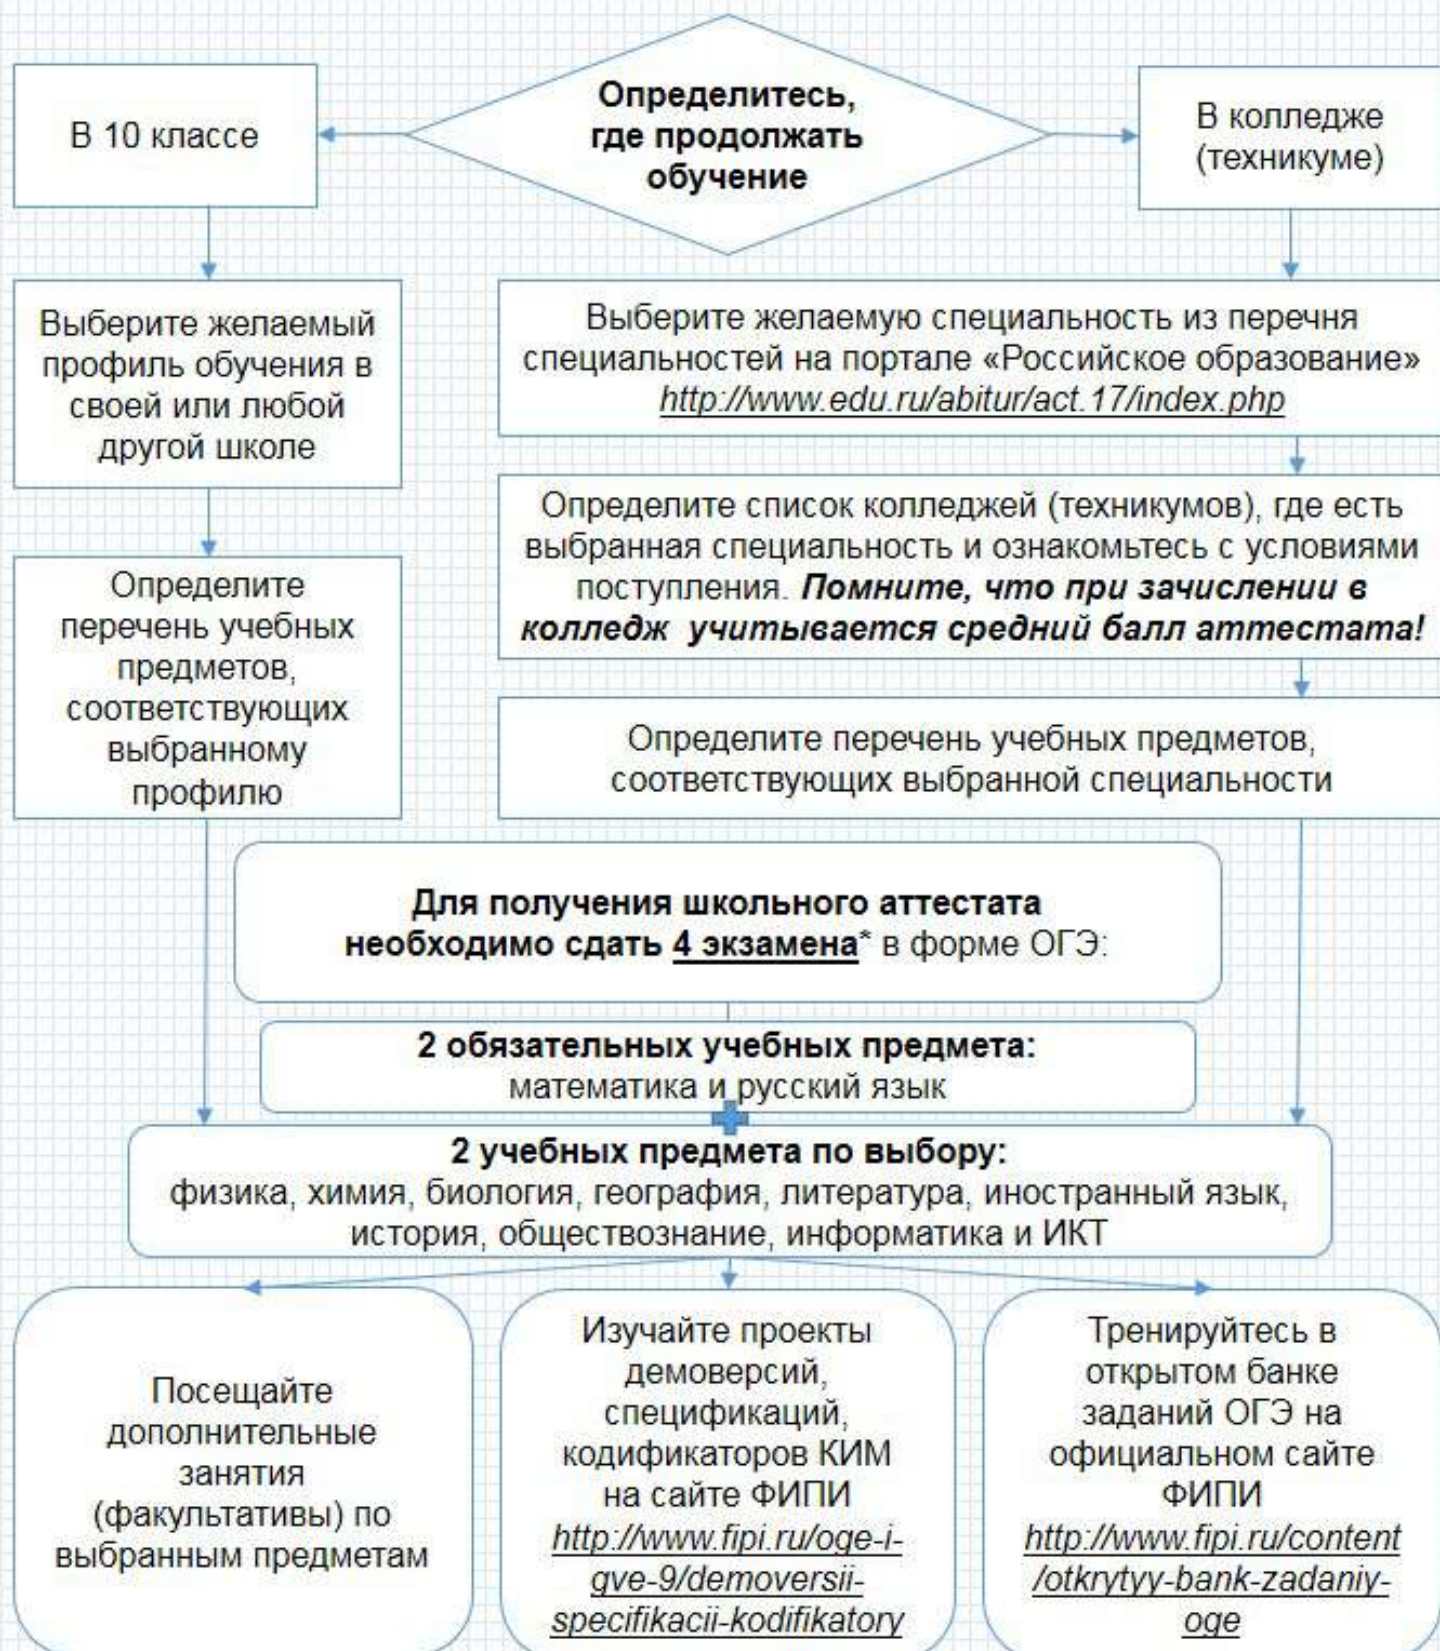 Определитесь,
где продолжать
обучение
В 10 классе
В колледже
(техникуме)
Выберите желаемый
профиль обучения в
своей или любой
другой школе
Определите
перечень учебных
предметов,
соответствующих
выбранному
профилю
Выберите желаемую специальность из перечня
специальностей на портале «Российское образование»
http://www.edu.ru/abitur/act.17/index.php
Определите список колледжей (техникумов), где есть
выбранная специальность и ознакомьтесь с условиями
поступления. Помните, что при зачислении в
колледж учитывается средний балл аттестата!
Определите перечень учебных предметов,
соответствующих выбранной специальности
Для получения школьного аттестата
необходимо сдать 4 экзамена* в форме ОГЭ:
2 обязательных учебных предмета:
математика и русский язык
2 учебных предмета по выбору:
физика, химия, биология, география, литература, иностранный язык,
история, обществознание, информатика и ИКТ
Посещайте
дополнительные
занятия
(факультативы) по
выбранным предметам
Изучайте проекты
демоверсий,
спецификаций,
кодификаторов КИМ
на сайте ФИПИ
http://www.fipi.ru/oge-i-
gve-9/demoversii-
specifikacii-kodifikatory
Тренируйтесь в
открытом банке
заданий ОГЭ на
официальном сайте
ФИПИ
http://www.fipi.ru/content
/otkrytyy-bank-zadaniy-
oge